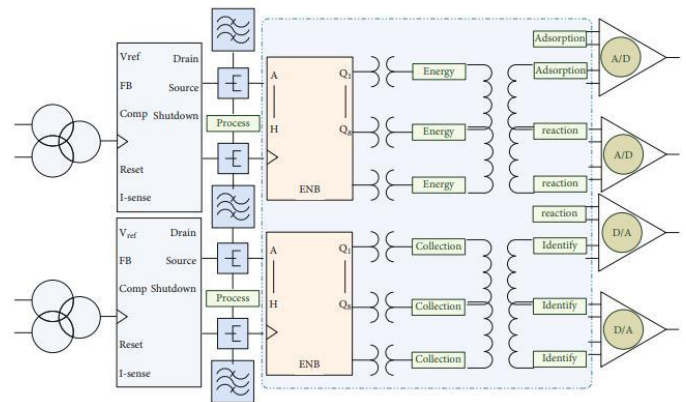 Vref
Drain
FB
Source
Comp
Shutdown
Reset
I-sense
Process
A
H
Q1
Q8
ENB
Energy
Energy
Energy
Adsorption
Adsorption
reaction
reaction
A/D
A/D
Vref
Drain
FB
Source
Comp
Shutdown
Reset
I-sense
Process
A
H
Q1
Q8
ENB
Collection
Collection
Collection
reaction
Identify
Identify
Identify
D/A
D/A